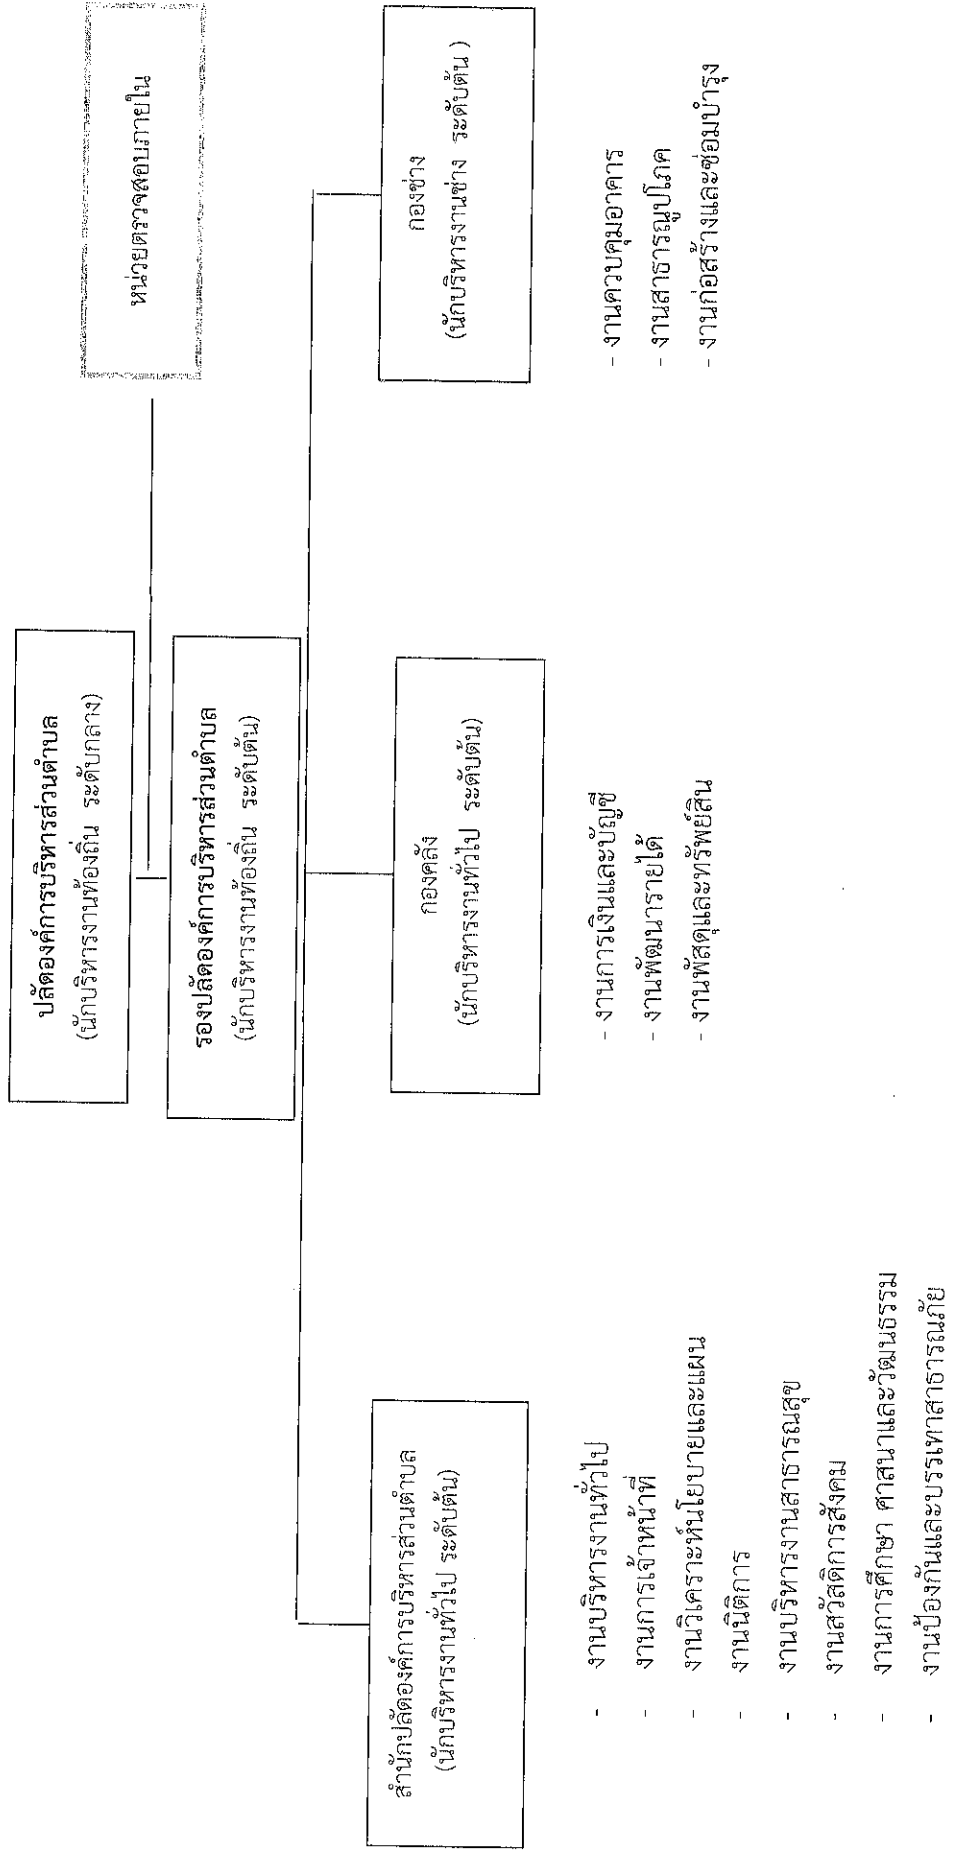 ปลัดองค์การบริหารส่วนตำบล
(นักบริหารงานท้องถิ่น ระดับกลาง)
หน่วยตรวจสอบภายใน
รองปลัดองค์การบริหารส่วนตำบล
(นักบริหารงานท้องถิ่น ระดับต้น)
สำนักปลัดองค์การบริหารส่วนตำบล
(นักบริหารงานทั่วไป ระดับต้น)
- งานบริหารงานทั่วไป
- งานการเจ้าหน้าที่
- งานวิเคราะห์นโยบายและแผน
- งานนิติการ
- งานบริหารงานสาธารณสุข
- งานสวัสดิการสังคม
- งานการศึกษา ศาสนาและวัฒนธรรม
- งานป้องกันและบรรเทาสาธารณภัย
กองคลัง
(นักบริหารงานทั่วไป ระดับต้น)
- งานการเงินและบัญชี
- งานพัฒนารายได้
- งานพัสดุและทรัพย์สิน
กองช่าง
(นักบริหารงานช่าง ระดับต้น )
- งานควบคุมอาคาร
- งานสาธารณูปโภค
- งานก่อสร้างและซ่อมบำรุง